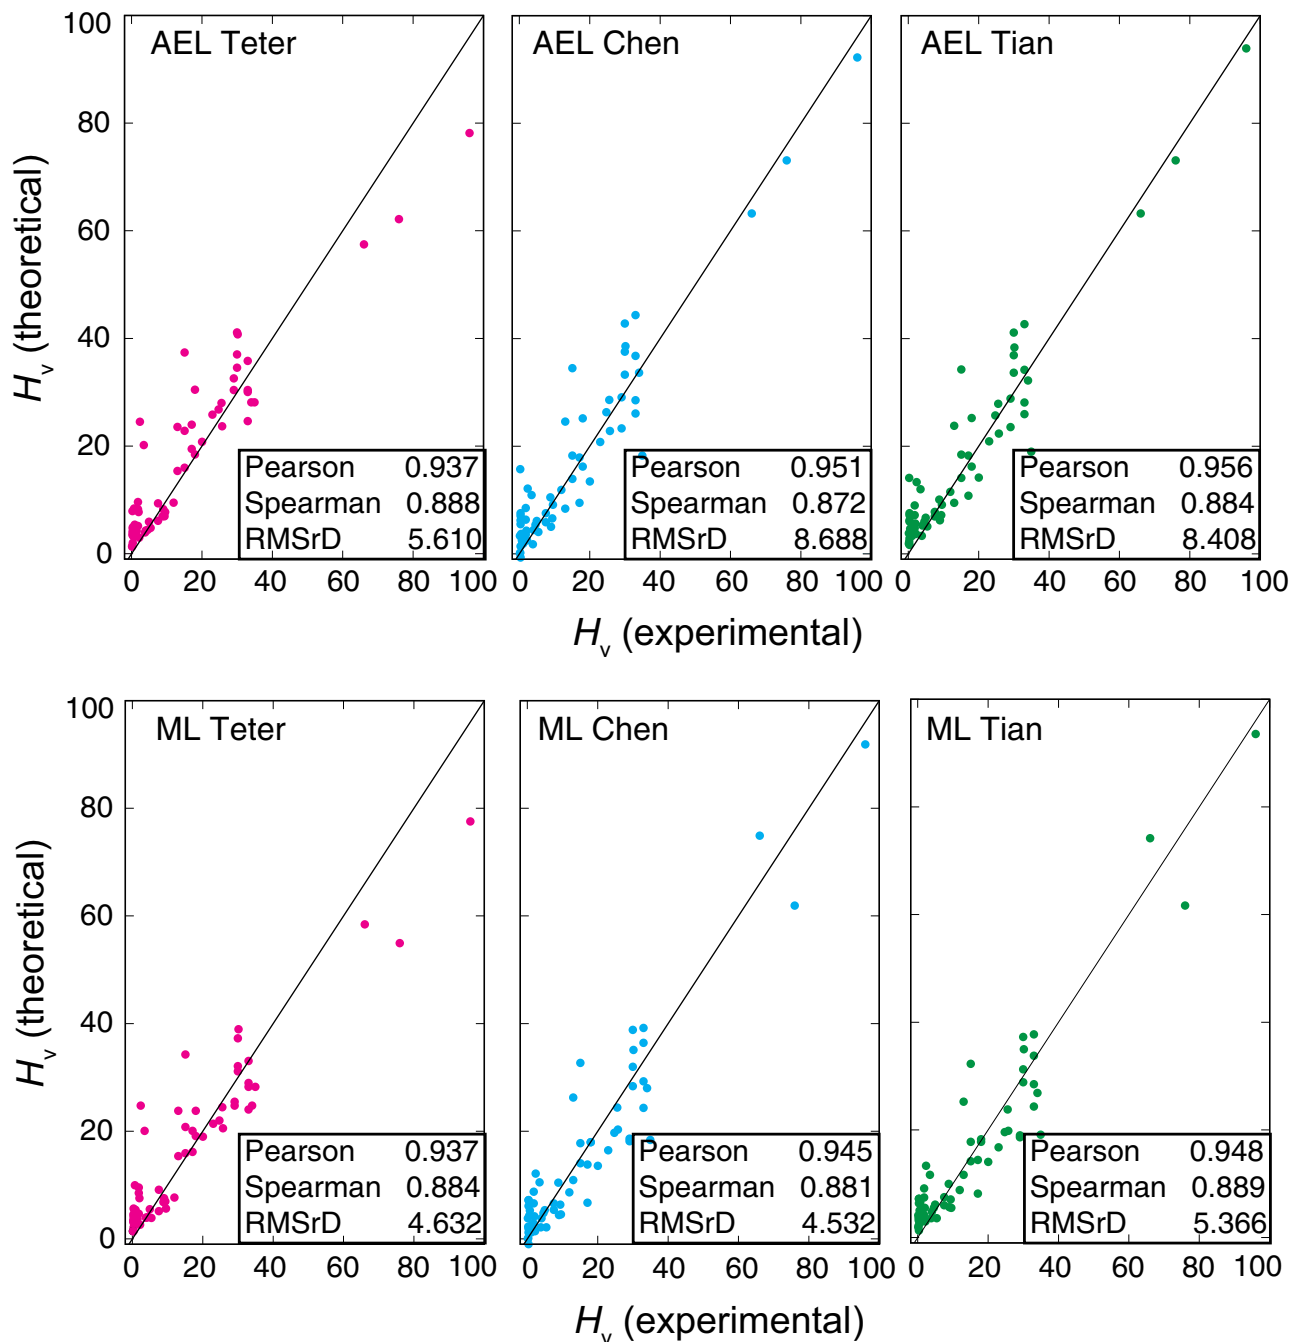 AEL Teter
AEL Chen
AEL Tian
100
80
60
40
20
0
Hv (theoretical)
Pearson 0.937
Spearman 0.888
RMSrD 5.610
Pearson 0.951
Spearman 0.872
RMSrD 8.688
Pearson 0.956
Spearman 0.884
RMSrD 8.408
0 20 40 60 80 100
0 20 40 60 80 100
0 20 40 60 80 100
Hv (experimental)
ML Teter
ML Chen
ML Tian
100
80
60
40
20
0
Hv (theoretical)
Pearson 0.937
Spearman 0.884
RMSrD 4.632
Pearson 0.945
Spearman 0.881
RMSrD 4.532
Pearson 0.948
Spearman 0.889
RMSrD 5.366
0 20 40 60 80 100
0 20 40 60 80 100
0 20 40 60 80 100
Hv (experimental)